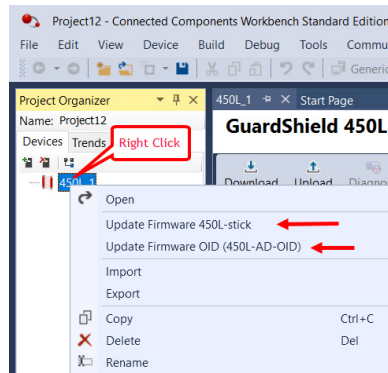 Project12 - Connected Components Workbench Standard Edition
File Edit View Device Build Debug Tools Commu
Generic
Project Organizer
450L_1
Start Page
Name: Project12
GuardShield 450L
Devices Trends
Right Click
Download Upload Diagno
450L_1
Open
Update Firmware 450L-stick
Update Firmware OID (450L-AD-OID)
Import
Export
Copy Ctrl+C
Delete Del
Rename